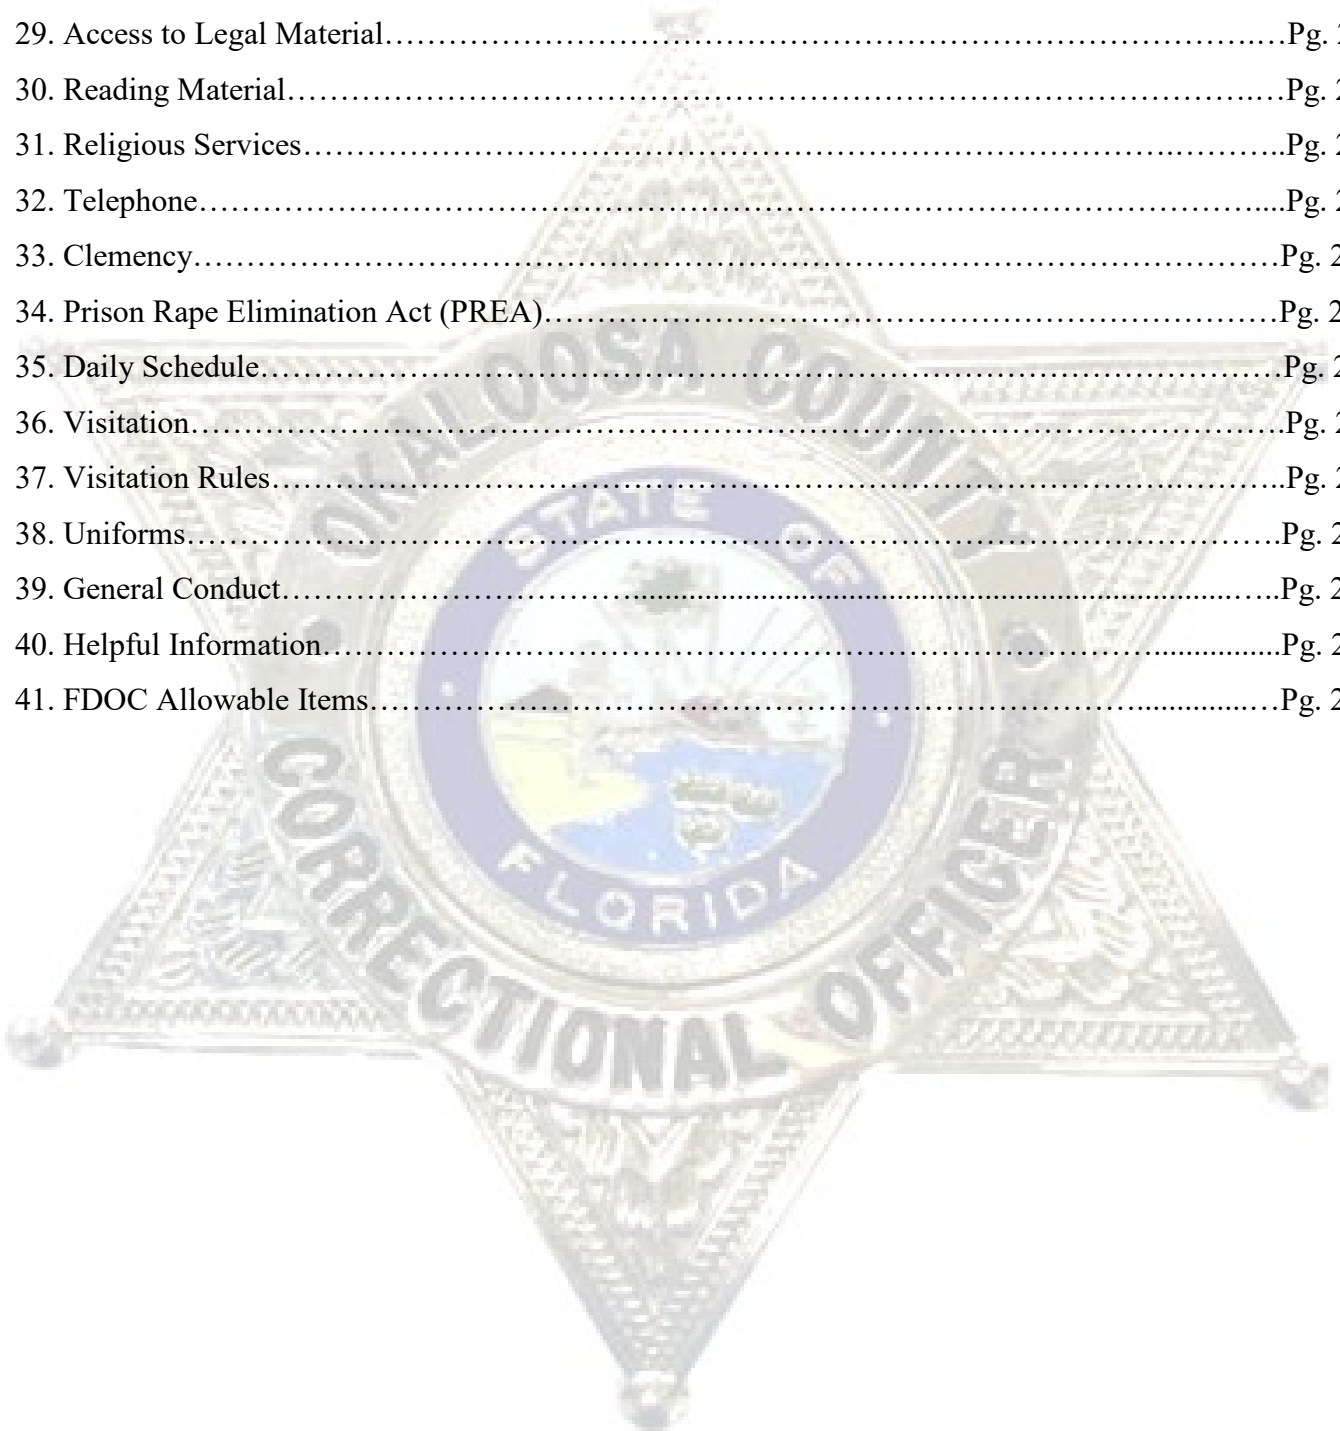 29. Access to Legal Material……………………………………………………………………………….…Pg. 2
30. Reading Material……………………………………………………………………………………….…Pg. 2
31. Religious Services…………………………………………………………………………………….…..Pg. 2
32. Telephone…………………………………………………………………………………………………....Pg. 2
33. Clemency……………………………………………………………………………………………………Pg. 2
34. Prison Rape Elimination Act (PREA)……………………………………………………………………Pg. 2
35. Daily Schedule………………………………………………………………....................…………………Pg. 2
36. Visitation……………………………………………………………………………………………………..Pg. 2
37. Visitation Rules……………………………………………………………………………………………..Pg. 2
38. Uniforms……………………………………………………………………………………………………Pg. 2
39. General Conduct…………………………………...............................................................................…..Pg. 2
40. Helpful Information…………………………………………………………………………..................Pg. 2
41. FDOC Allowable Items………………………………………………………………………................…Pg. 2
OKALOOSA COUNTY
STATE OF
FLORIDA
CORRECTIONAL OFFICER